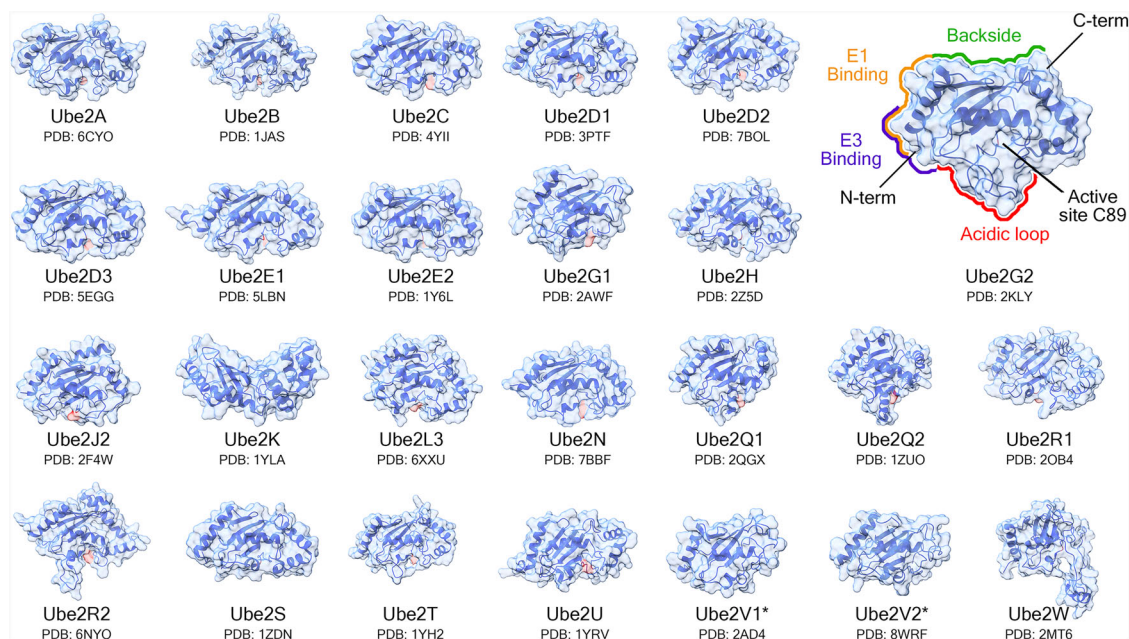 Ube2A
PDB: 6CYO
Ube2B
PDB: 1JAS
Ube2C
PDB: 4YII
Ube2D1
PDB: 3PTF
Ube2D2
PDB: 7BOL
Backside
C-term
E1
Binding
E3
Binding
N-term
Active
site C89
Acidic loop
Ube2D3
PDB: 5EGG
Ube2E1
PDB: 5LBN
Ube2E2
PDB: 1Y6L
Ube2G1
PDB: 2AWF
Ube2H
PDB: 2Z5D
Ube2G2
PDB: 2KLY
Ube2J2
PDB: 2F4W
Ube2K
PDB: 1YLA
Ube2L3
PDB: 6XXU
Ube2N
PDB: 7BBF
Ube2Q1
PDB: 2QGX
Ube2Q2
PDB: 1ZUO
Ube2R1
PDB: 2OB4
Ube2R2
PDB: 6NYO
Ube2S
PDB: 1ZDN
Ube2T
PDB: 1YH2
Ube2U
PDB: 1YRV
Ube2V1*
PDB: 2AD4
Ube2V2*
PDB: 8WRF
Ube2W
PDB: 2MT6